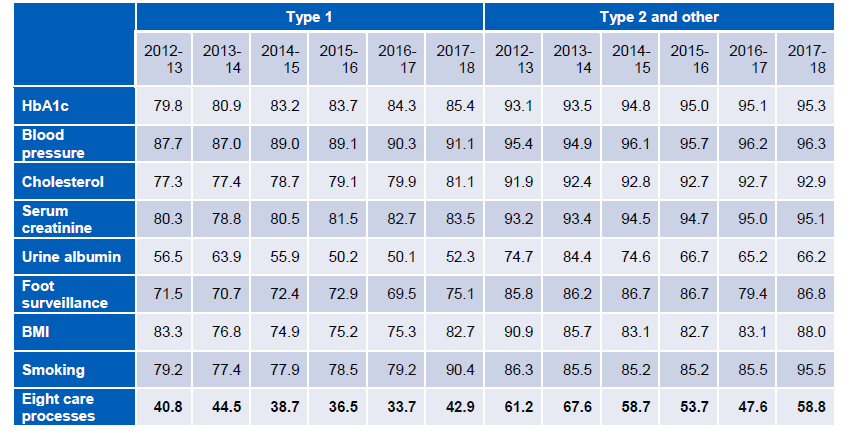 Type 1 Type 2 and other
2012-13 2013-14 2014-15 2015-16 2016-17 2017-18 2012-13 2013-14 2014-15 2015-16 2016-17 2017-18
HbA1c 79.8 80.9 83.2 83.7 84.3 85.4 93.1 93.5 94.8 95.0 95.1 95.3
Blood pressure 87.7 87.0 89.0 89.1 90.3 91.1 95.4 94.9 96.1 95.7 96.2 96.3
Cholesterol 77.3 77.4 78.7 79.1 79.9 81.1 91.9 92.4 92.8 92.7 92.7 92.9
Serum creatinine 80.3 78.8 80.5 81.5 82.7 83.5 93.2 93.4 94.5 94.7 95.0 95.1
Urine albumin 56.5 63.9 55.9 50.2 50.1 52.3 74.7 84.4 74.6 66.7 65.2 66.2
Foot surveillance 71.5 70.7 72.4 72.9 69.5 75.1 85.8 86.2 86.7 86.7 79.4 86.8
BMI 83.3 76.8 74.9 75.2 75.3 82.7 90.9 85.7 83.1 82.7 83.1 88.0
Smoking 79.2 77.4 77.9 78.5 79.2 90.4 86.3 85.5 85.2 85.2 85.5 95.5
Eight care processes 40.8 44.5 38.7 36.5 33.7 42.9 61.2 67.6 58.7 53.7 47.6 58.8